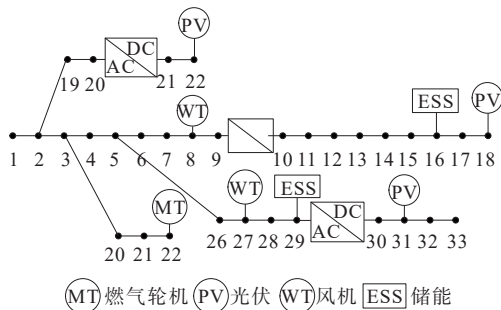 PV
DC
AC
19 20 21 22
WT ESS PV
1 2 3 4 5 6 7 8 9 10 11 12 13 14 15 16 17 18
WT ESS PV
MT DC
AC
20 21 22 26 27 28 29 30 31 32 33
MT 燃气轮机 PV 光伏 WT 风机 ESS 储能